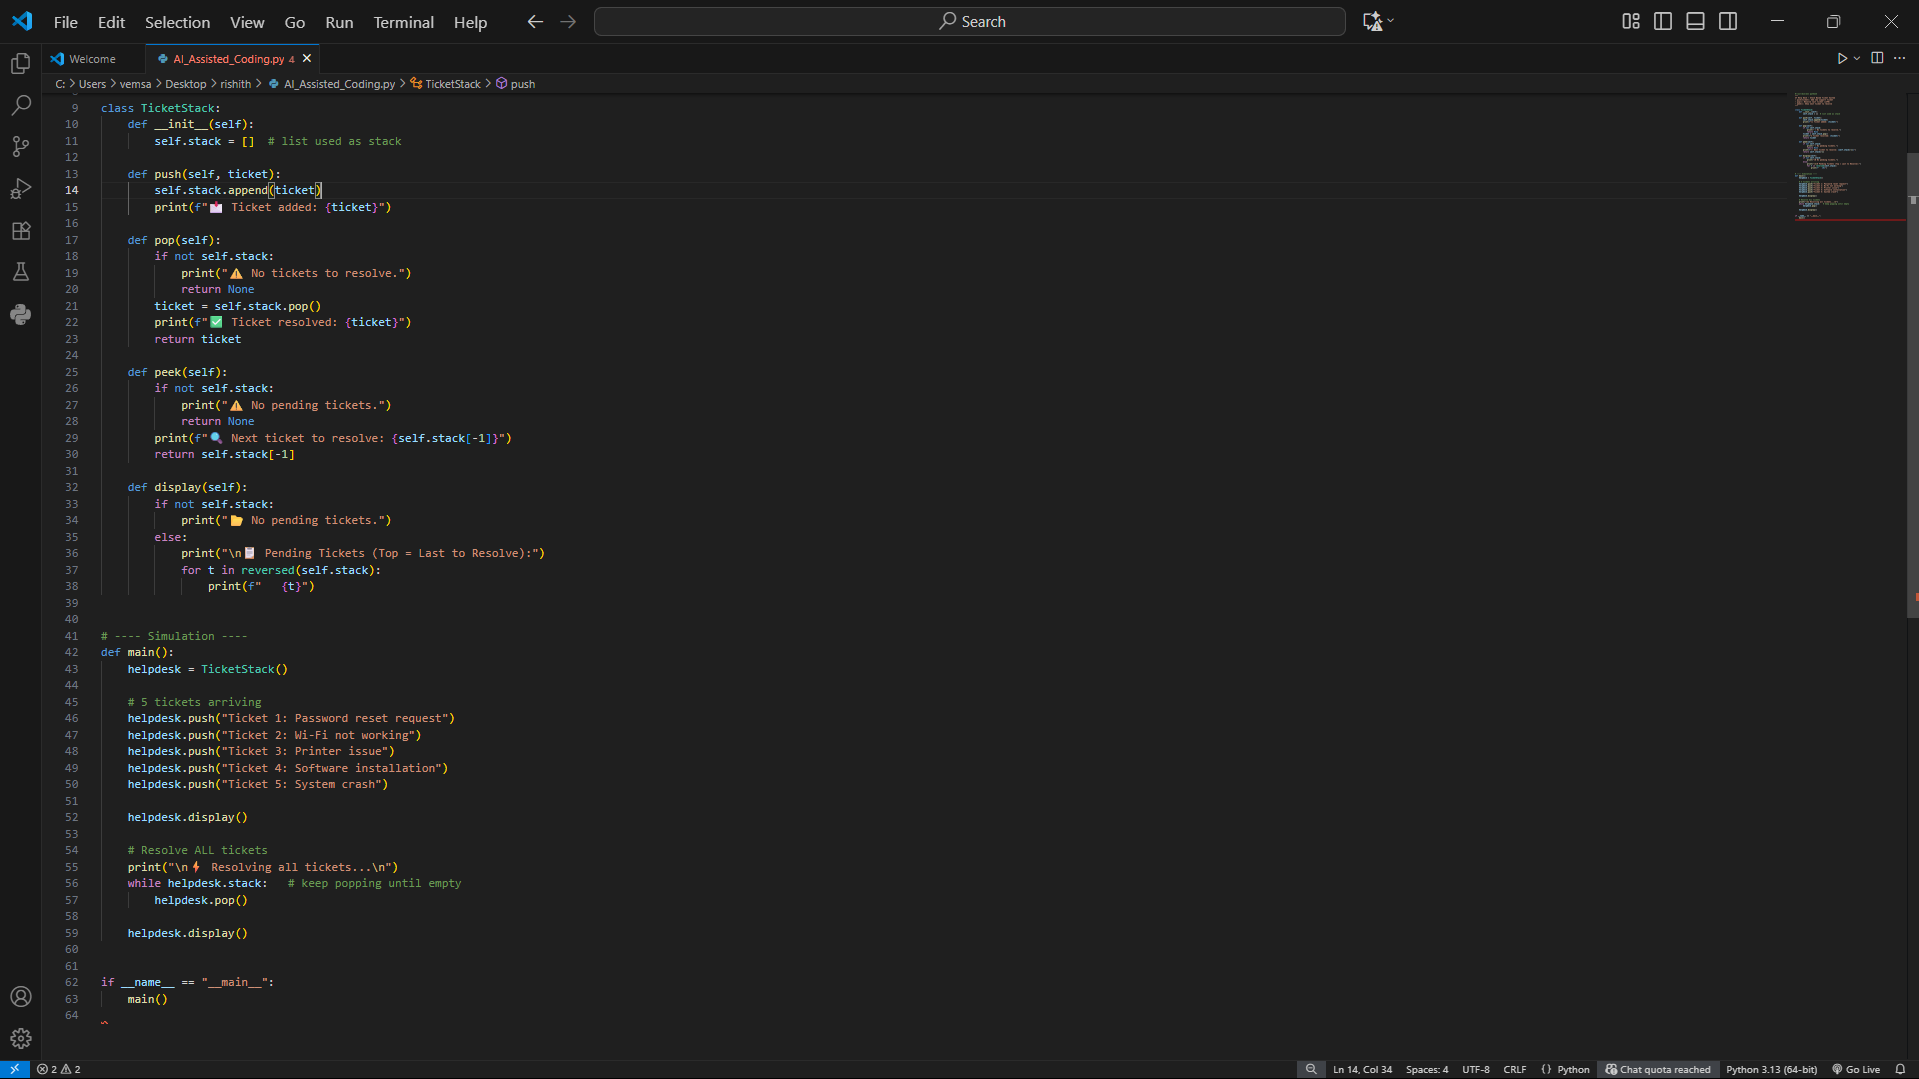 File Edit Selection View Go Run Terminal Help
Search
Welcome
AI_Assisted_Coding.py 4
C: > Users > vemsa > Desktop > rishith > AI_Assisted_Coding.py > TicketStack > push
9 class TicketStack:
10 def __init__(self):
11 self.stack = [] # list used as stack
12
13 def push(self, ticket):
14 self.stack.append(ticket)
15 print(f"📩 Ticket added: {ticket}")
16
17 def pop(self):
18 if not self.stack:
19 print("⚠️ No tickets to resolve.")
20 return None
21 ticket = self.stack.pop()
22 print(f"✅ Ticket resolved: {ticket}")
23 return ticket
24
25 def peek(self):
26 if not self.stack:
27 print("⚠️ No pending tickets.")
28 return None
29 print(f"🔍 Next ticket to resolve: {self.stack[-1]}")
30 return self.stack[-1]
31
32 def display(self):
33 if not self.stack:
34 print("📂 No pending tickets.")
35 else:
36 print("\n📋 Pending Tickets (Top = Last to Resolve):")
37 for t in reversed(self.stack):
38 print(f"   {t}")
39
40
41 # ---- Simulation ----
42 def main():
43 helpdesk = TicketStack()
44
45 # 5 tickets arriving
46 helpdesk.push("Ticket 1: Password reset request")
47 helpdesk.push("Ticket 2: Wi-Fi not working")
48 helpdesk.push("Ticket 3: Printer issue")
49 helpdesk.push("Ticket 4: Software installation")
50 helpdesk.push("Ticket 5: System crash")
51
52 helpdesk.display()
53
54 # Resolve ALL tickets
55 print("\n⚡ Resolving all tickets...\n")
56 while helpdesk.stack: # keep popping until empty
57 helpdesk.pop()
58
59 helpdesk.display()
60
61
62 if __name__ == "__main__":
63 main()
64
2 2
Ln 14, Col 34 Spaces: 4 UTF-8 CRLF {} Python Chat quota reached Python 3.13 (64-bit) Go Live